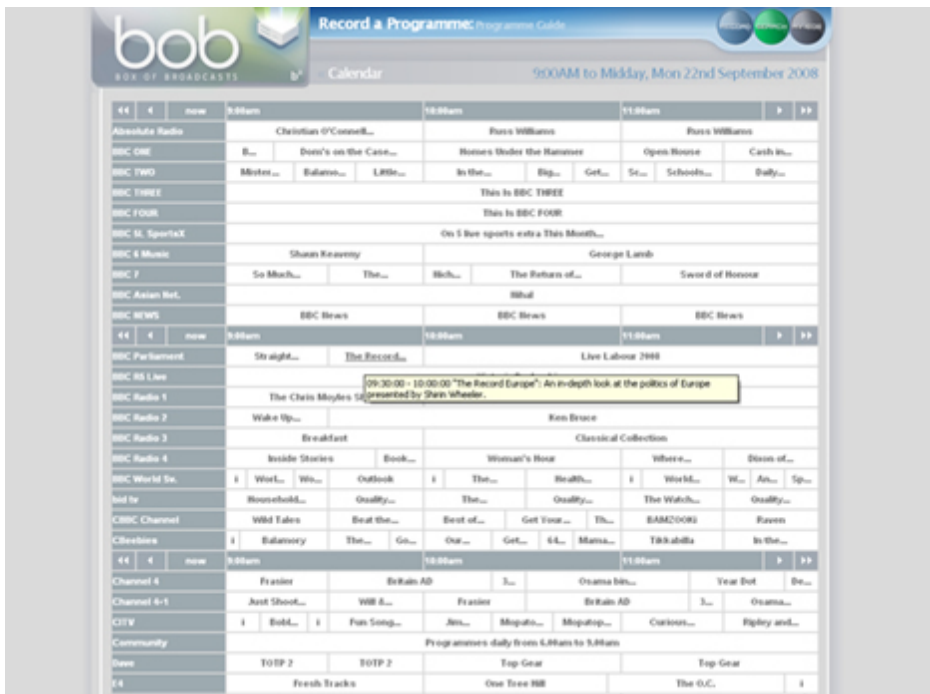 bob
BOX OF BROADCASTS
b²
Record a Programme: Programme Guide
Calendar
9:00AM to Midday, Mon 22nd September 2008
now 9:00am 10:00am 11:00am
Absolute Radio Christian O'Connell... Russ Williams Russ Williams
BBC ONE B... Dom's on the Case... Homes Under the Hammer Open House Cash in...
BBC TWO Mister... Balamo... Little... In the... Big... Get... Sc... Schools... Daily...
BBC THREE This Is BBC THREE
BBC FOUR This Is BBC FOUR
BBC 5L SportsX On 5 live sports extra This Month...
BBC 6 Music Shaun Keaveny George Lamb
BBC 7 So Much... The... Nich... The Return of... Sword of Honour
BBC Asian Net. Nihal
BBC NEWS BBC News BBC News BBC News
now 9:00am 10:00am 11:00am
BBC Parliament Straight... The Record... Live Labour 2008
09:30:00 - 10:00:00 "The Record Europe": An in-depth look at the politics of Europe
presented by Shirin Wheeler.
BBC R5 Live
BBC Radio 1 The Chris Moyles
BBC Radio 2 Wake Up... Ken Bruce
BBC Radio 3 Breakfast Classical Collection
BBC Radio 4 Inside Stories Book... Woman's Hour Where... Dixon of...
BBC World Sv. i Worl... Wo... Outlook i The... Health... i World... W... An... Sp...
bid tv Household... Quality... The... Quality... The Watch... Quality...
CBBC Channel Wild Tales Beat the... Best of... Get Your... Th... BAMZOOKi Raven
CBeebies i Balamory The... Go... Our... Get... 64... Mama... Tikkabilla In the...
now 9:00am 10:00am 11:00am
Channel 4 Frasier Britain AD 3... Osama bin... Year Dot De...
Channel 4+1 Just Shoot... Will &... Frasier Britain AD 3... Osama...
CITV i Bobl... i Fun Song... Jim... Mopato... Mopatop... Curious... Ripley and...
Community Programmes daily from 6.00am to 9.00am
Dave TOTP 2 TOTP 2 Top Gear Top Gear
E4 Fresh Tracks One Tree Hill The O.C. i